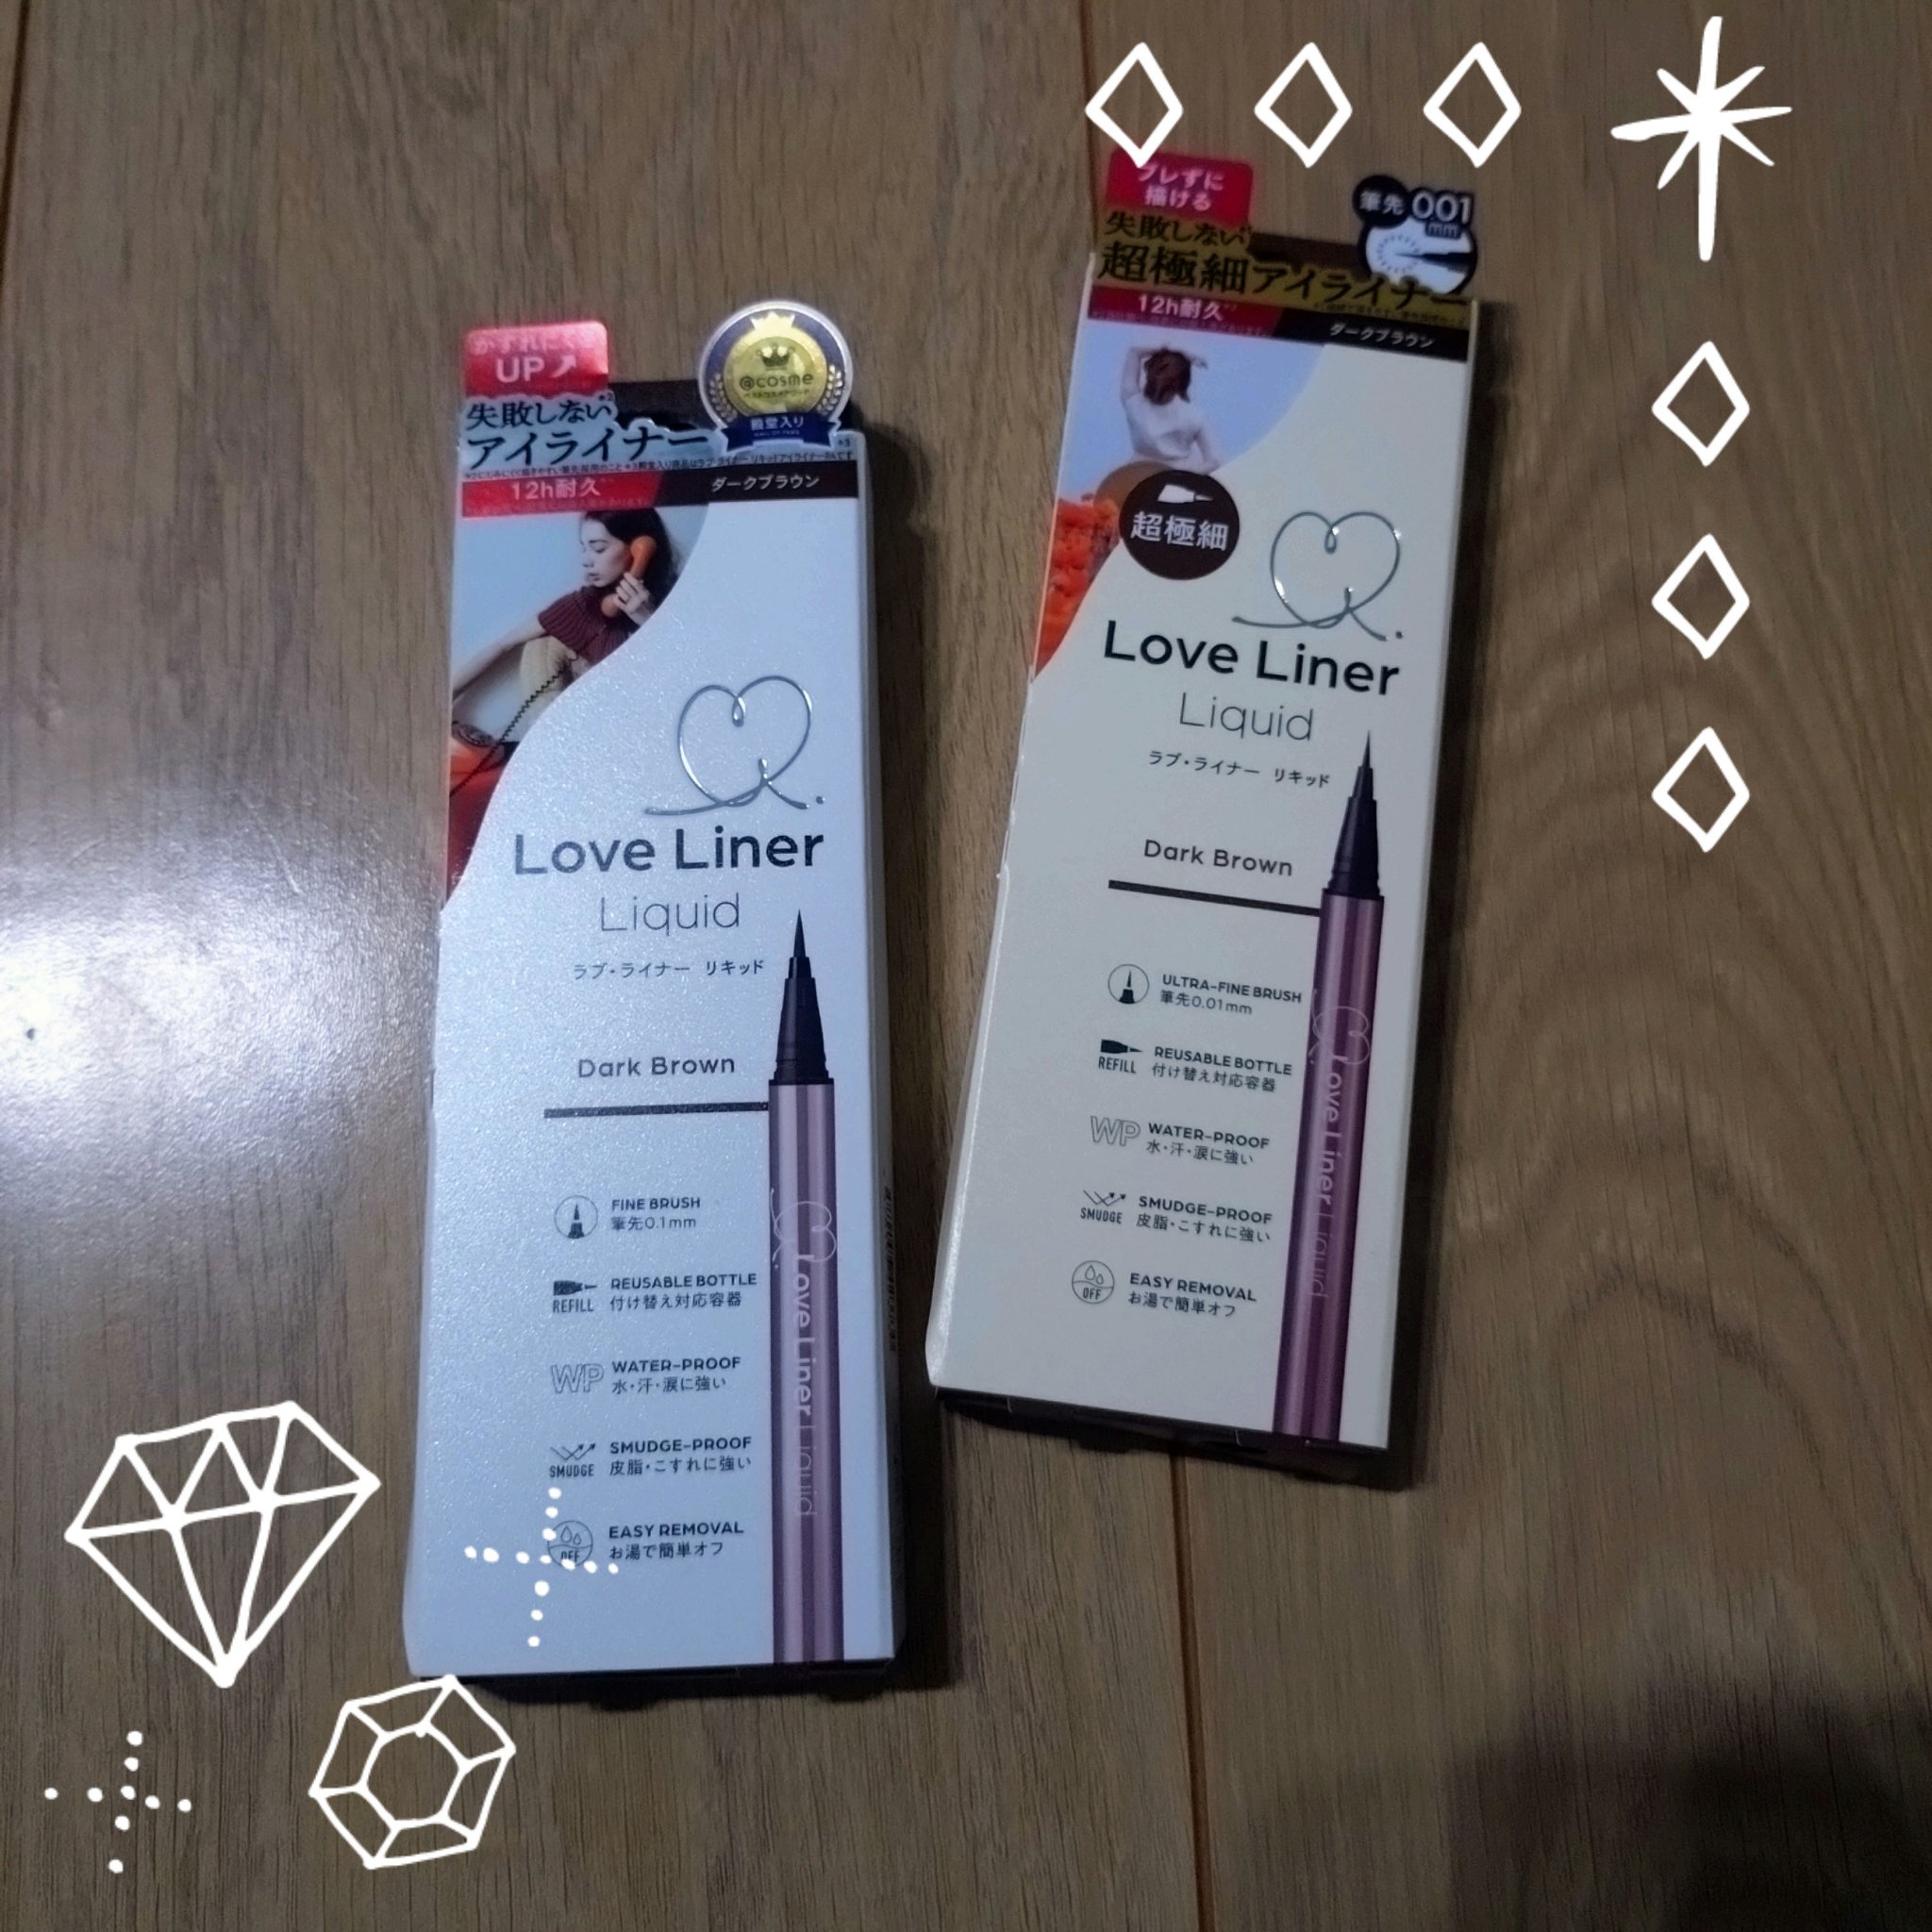 UP
失敗しない
アイライナー
@cosme
殿堂入り
12h耐久
ダークブラウン
Love Liner
Liquid
ラブ・ライナー リキッド
Dark Brown
FINE BRUSH
筆先0.1mm
REFILL
REUSABLE BOTTLE
付け替え対応容器
WP
WATER-PROOF
水・汗・涙に強い
SMUDGE
SMUDGE-PROOF
皮脂・こすれに強い
OFF
EASY REMOVAL
お湯で簡単オフ
Love Liner Liquid
ブレずに
描ける
失敗しない
超極細アイライナー
筆先 0.01
mm
12h耐久
ダークブラウン
超極細
Love Liner
Liquid
ラブ・ライナー リキッド
Dark Brown
ULTRA-FINE BRUSH
筆先0.01mm
REFILL
REUSABLE BOTTLE
付け替え対応容器
WP
WATER-PROOF
水・汗・涙に強い
SMUDGE
SMUDGE-PROOF
皮脂・こすれに強い
OFF
EASY REMOVAL
お湯で簡単オフ
Love Liner Liquid